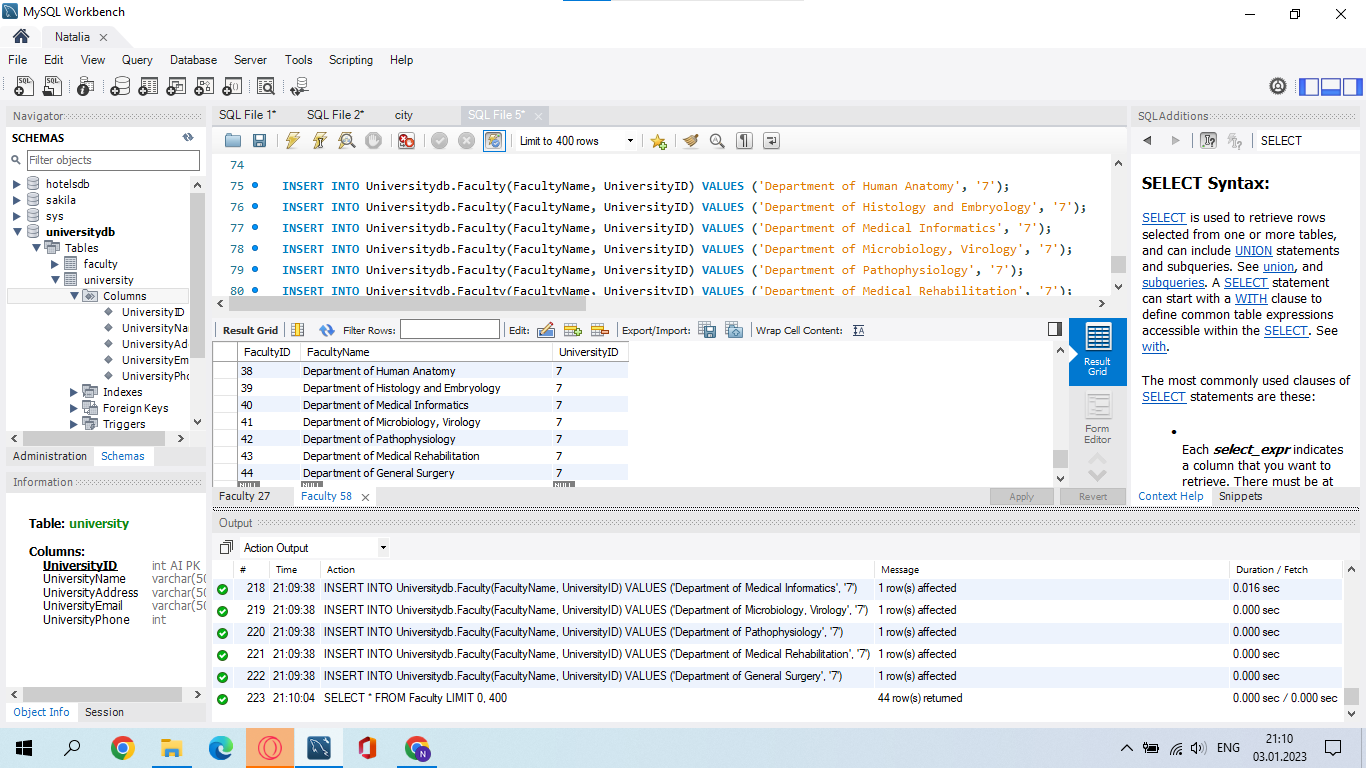 MySQL Workbench
Natalia
File Edit View Query Database Server Tools Scripting Help
Navigator
SCHEMAS
Filter objects
hotelsdb
sakila
sys
universitydb
Tables
faculty
university
Columns
UniversityID
UniversityNa
UniversityAd
UniversityEm
UniversityPho
Indexes
Foreign Keys
Triggers
Administration Schemas
Information
Table: university
Columns:
UniversityID int AI PK
UniversityName varchar(50
UniversityAddress varchar(50
UniversityEmail varchar(50
UniversityPhone int
Object Info Session
SQL File 1* SQL File 2* city SQL File 5*
Limit to 400 rows
74
75 INSERT INTO Universitydb.Faculty(FacultyName, UniversityID) VALUES ('Department of Human Anatomy', '7');
76 INSERT INTO Universitydb.Faculty(FacultyName, UniversityID) VALUES ('Department of Histology and Embryology', '7');
77 INSERT INTO Universitydb.Faculty(FacultyName, UniversityID) VALUES ('Department of Medical Informatics', '7');
78 INSERT INTO Universitydb.Faculty(FacultyName, UniversityID) VALUES ('Department of Microbiology, Virology', '7');
79 INSERT INTO Universitydb.Faculty(FacultyName, UniversityID) VALUES ('Department of Pathophysiology', '7');
80 INSERT INTO Universitydb.Faculty(FacultyName, UniversityID) VALUES ('Department of Medical Rehabilitation', '7');
Result Grid Filter Rows: Edit: Export/Import: Wrap Cell Content:
FacultyID FacultyName UniversityID
38 Department of Human Anatomy 7
39 Department of Histology and Embryology 7
40 Department of Medical Informatics 7
41 Department of Microbiology, Virology 7
42 Department of Pathophysiology 7
43 Department of Medical Rehabilitation 7
44 Department of General Surgery 7
NULL NULL NULL
Result
Grid
Form
Editor
Faculty 27 Faculty 58 Apply Revert
Output
Action Output
# Time Action Message Duration / Fetch
218 21:09:38 INSERT INTO Universitydb.Faculty(FacultyName, UniversityID) VALUES ('Department of Medical Informatics', '7') 1 row(s) affected 0.016 sec
219 21:09:38 INSERT INTO Universitydb.Faculty(FacultyName, UniversityID) VALUES ('Department of Microbiology, Virology', '7') 1 row(s) affected 0.000 sec
220 21:09:38 INSERT INTO Universitydb.Faculty(FacultyName, UniversityID) VALUES ('Department of Pathophysiology', '7') 1 row(s) affected 0.000 sec
221 21:09:38 INSERT INTO Universitydb.Faculty(FacultyName, UniversityID) VALUES ('Department of Medical Rehabilitation', '7') 1 row(s) affected 0.000 sec
222 21:09:38 INSERT INTO Universitydb.Faculty(FacultyName, UniversityID) VALUES ('Department of General Surgery', '7') 1 row(s) affected 0.000 sec
223 21:10:04 SELECT * FROM Faculty LIMIT 0, 400 44 row(s) returned 0.000 sec / 0.000 sec
SQLAdditions
SELECT
SELECT Syntax:
SELECT is used to retrieve rows
selected from one or more tables,
and can include UNION statements
and subqueries. See union, and
subqueries. A SELECT statement
can start with a WITH clause to
define common table expressions
accessible within the SELECT. See
with.
The most commonly used clauses of
SELECT statements are these:
•
Each select_expr indicates
a column that you want to
retrieve. There must be at
Context Help Snippets
ENG
21:10
03.01.2023